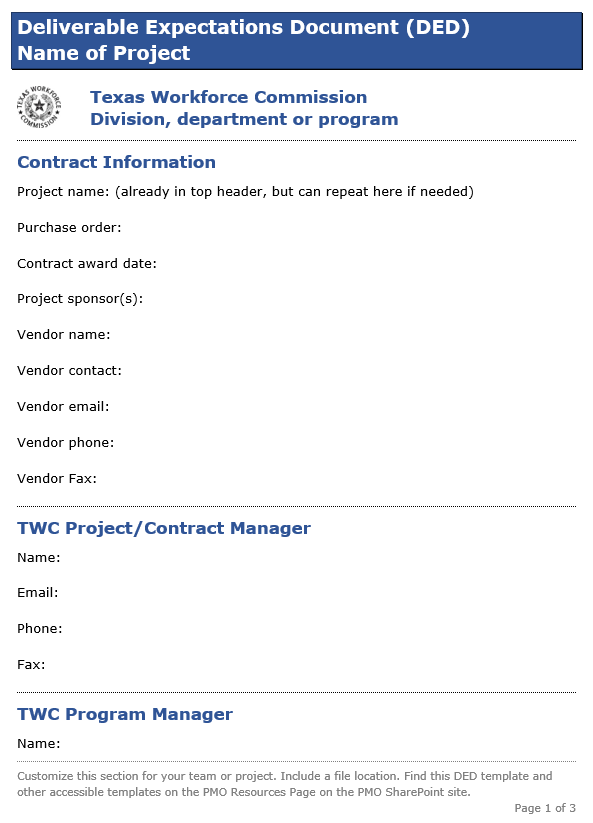 Deliverable Expectations Document (DED)
Name of Project
TEXAS WORKFORCE
COMMISSION
Texas Workforce Commission
Division, department or program
Contract Information
Project name: (already in top header, but can repeat here if needed)
Purchase order:
Contract award date:
Project sponsor(s):
Vendor name:
Vendor contact:
Vendor email:
Vendor phone:
Vendor Fax:
TWC Project/Contract Manager
Name:
Email:
Phone:
Fax:
TWC Program Manager
Name:
Customize this section for your team or project. Include a file location. Find this DED template and
other accessible templates on the PMO Resources Page on the PMO SharePoint site.
Page 1 of 3